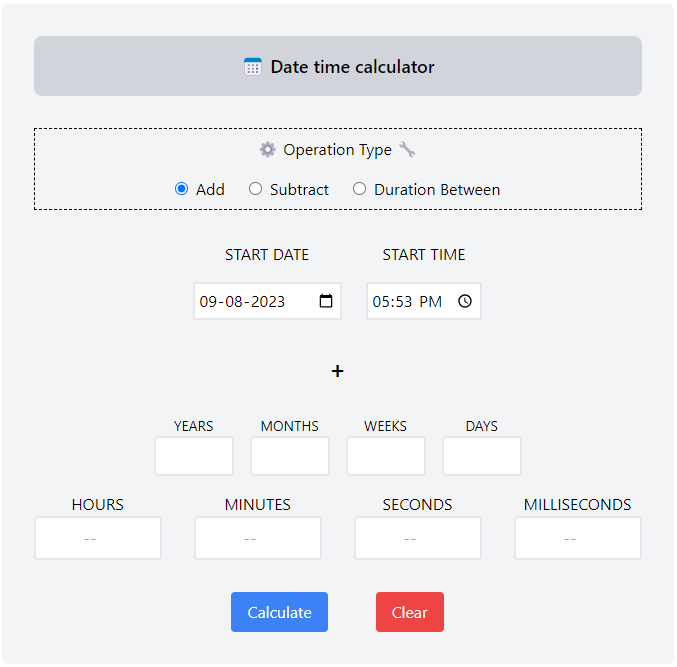 Date time calculator
Operation Type
Add Subtract Duration Between
START DATE START TIME
09-08-2023 05:53 PM
+
YEARS MONTHS WEEKS DAYS
HOURS MINUTES SECONDS MILLISECONDS
-- -- -- --
Calculate Clear